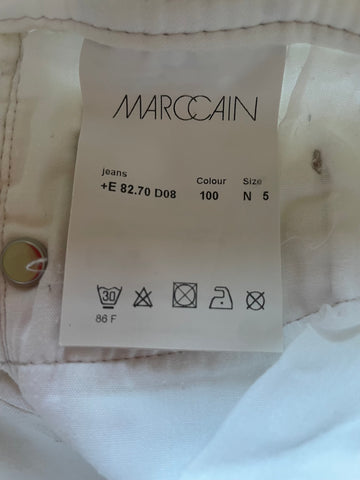 MARCCAIN
jeans Colour Size
+E 82.70 D08 100 N 5
30
86 F